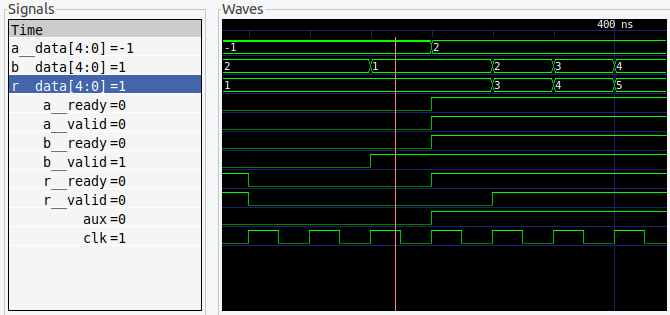 Signals
Waves
Time
400 ns
a__data[4:0]=-1
-1
2
b__data[4:0]=1
2
1
2
3
4
r__data[4:0]=1
1
3
4
5
a__ready=0
a__valid=0
b__ready=0
b__valid=1
r__ready=0
r__valid=0
aux=0
clk=1